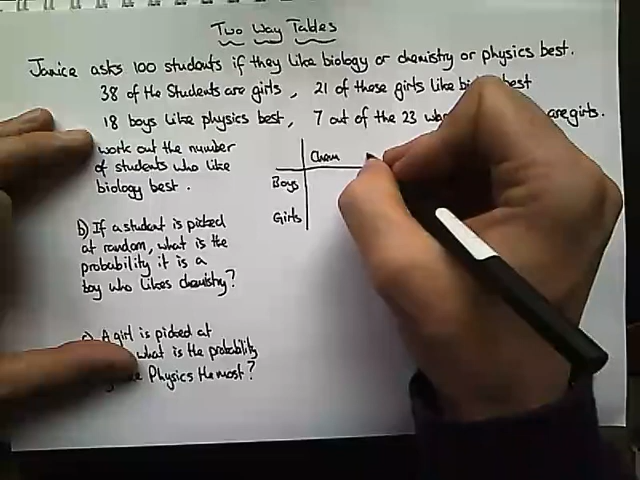 Two Way Tables
Janice asks 100 students if they like biology or chemistry or physics best.
38 of the students are girls, 21 of these girls like best
18 boys like physics best, 7 out of the 23 are girls.
work out the number
of students who like
biology best.
b) If a student is picked
at random, what is the
probability it is a
boy who likes chemistry?
A girl is picked at
what is the probability
Physics the most?
Chem
Boys
Girls